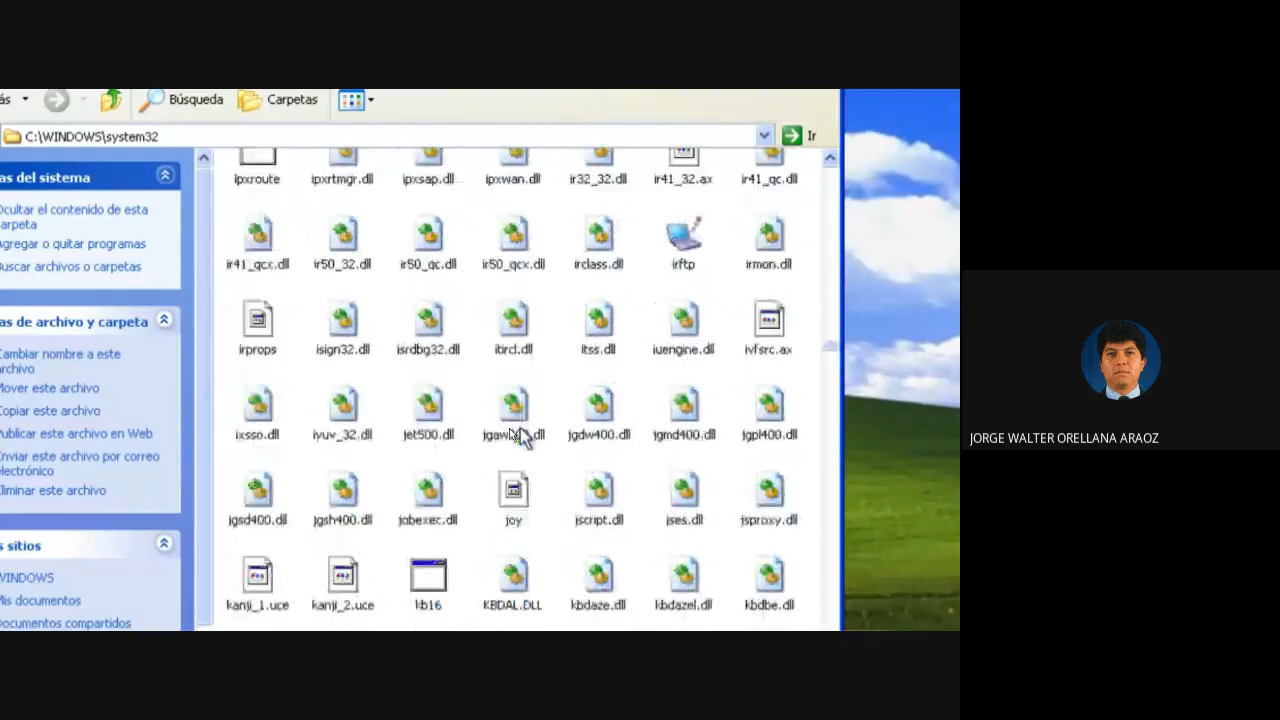 ás Búsqueda Carpetas
C:\WINDOWS\system32 Ir
as del sistema
Ocultar el contenido de esta
carpeta
Agregar o quitar programas
Buscar archivos o carpetas
as de archivo y carpeta
Cambiar nombre a este
archivo
Mover este archivo
Copiar este archivo
Publicar este archivo en Web
Enviar este archivo por correo
electrónico
Eliminar este archivo
s sitios
WINDOWS
Mis documentos
Documentos compartidos
ipxroute ipxrtmgr.dll ipxsap.dll ipxwan.dll ir32_32.dll ir41_32.ax ir41_qc.dll
ir41_qcx.dll ir50_32.dll ir50_qc.dll ir50_qcx.dll irclass.dll irftp irmon.dll
irprops isign32.dll isrdbg32.dll itircl.dll itss.dll iuengine.dll ivfsrc.ax
ixsso.dll iyuv_32.dll jet500.dll jgdw400.dll jgmd400.dll jgpl400.dll
jgsd400.dll jgsh400.dll jobexec.dll joy jscript.dll jses.dll jsproxy.dll
kanji_1.uce kanji_2.uce kb16 KBDAL.DLL kbdaze.dll kbdazel.dll kbdbe.dll
JORGE WALTER ORELLANA ARAOZ